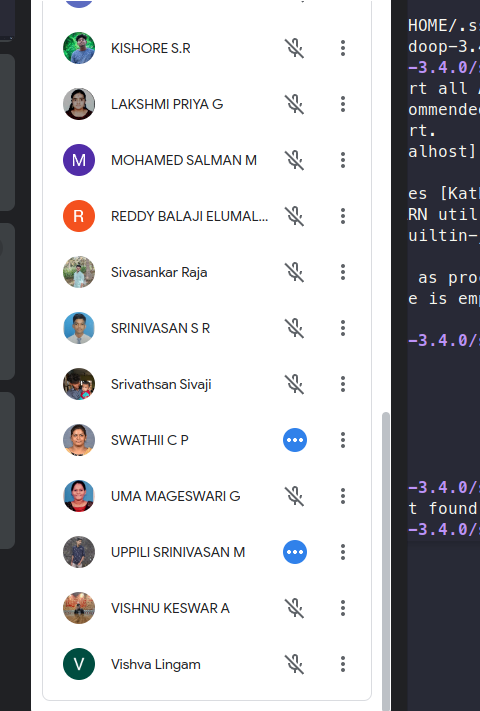 KISHORE S.R
LAKSHMI PRIYA G
M
MOHAMED SALMAN M
R
REDDY BALAJI ELUMAL...
Sivasankar Raja
SRINIVASAN S R
Srivathsan Sivaji
SWATHII C P
UMA MAGESWARI G
UPPILI SRINIVASAN M
VISHNU KESWAR A
V
Vishva Lingam
HOME/.s
doop-3.4
-3.4.0/
rt all
ommended
rt.
alhost]
es [Kat
RN util
uiltin-
as pro
e is emp
-3.4.0/
-3.4.0/
t found
-3.4.0/